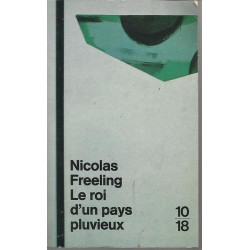 Nicolas
Freeling
Le roi
d'un pays
pluvieux
10
18